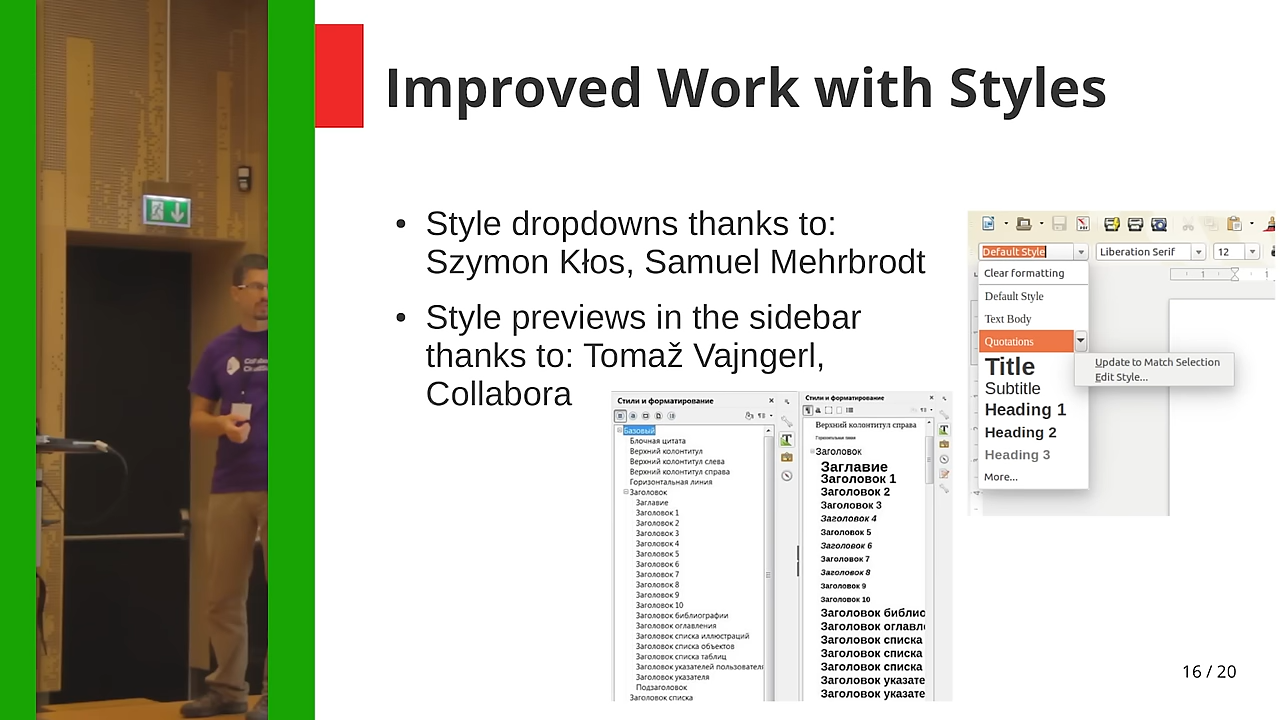 Improved Work with Styles
• Style dropdowns thanks to:
Szymon Kłos, Samuel Mehrbrodt
• Style previews in the sidebar
thanks to: Tomaž Vajngerl,
Collabora
Default Style
Liberation Serif
12
Clear formatting
Default Style
Text Body
Quotations
Title
Subtitle
Heading 1
Heading 2
Heading 3
More...
Update to Match Selection
Edit Style...
Стили и форматирование
Базовый
Блочная цитата
Верхний колонтитул
Верхний колонтитул слева
Верхний колонтитул справа
Горизонтальная линия
Заголовок
Заглавие
Заголовок 1
Заголовок 2
Заголовок 3
Заголовок 4
Заголовок 5
Заголовок 6
Заголовок 7
Заголовок 8
Заголовок 9
Заголовок 10
Заголовок библиографии
Заголовок оглавления
Заголовок списка иллюстраций
Заголовок списка объектов
Заголовок списка таблиц
Заголовок указателей пользовател
Заголовок указателя
Подзаголовок
Заголовок списка
Стили и форматирование
Верхний колонтитул справа
Горизонтальная линия
Заголовок
Заглавие
Заголовок 1
Заголовок 2
Заголовок 3
Заголовок 4
Заголовок 5
Заголовок 6
Заголовок 7
Заголовок 8
Заголовок 9
Заголовок 10
Заголовок библио
Заголовок оглавл
Заголовок списка
Заголовок списка
Заголовок списка
Заголовок указате
Заголовок указате
16 / 20